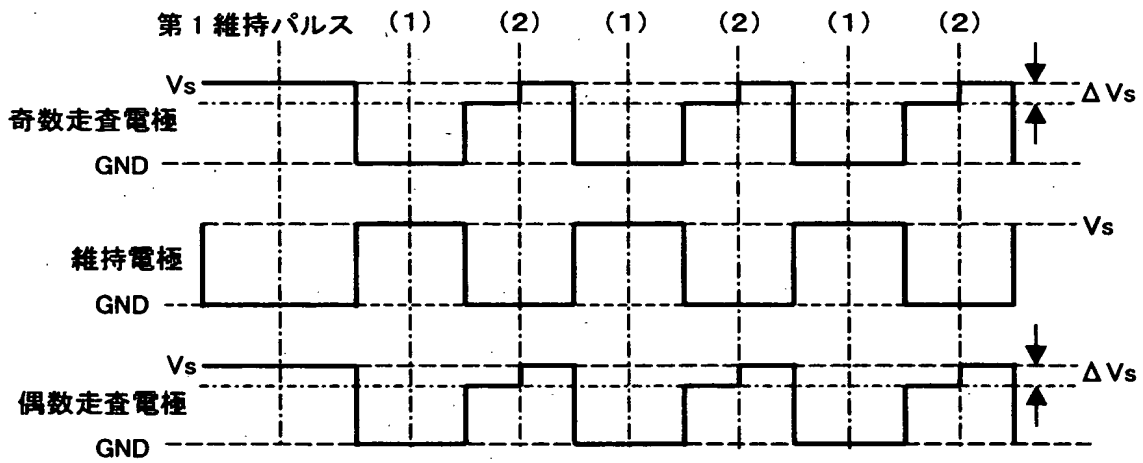 第1維持パルス (1) (2) (1) (2) (1) (2)
Vs
ΔVs
奇数走査電極
GND
Vs
維持電極
GND
Vs
ΔVs
偶数走査電極
GND